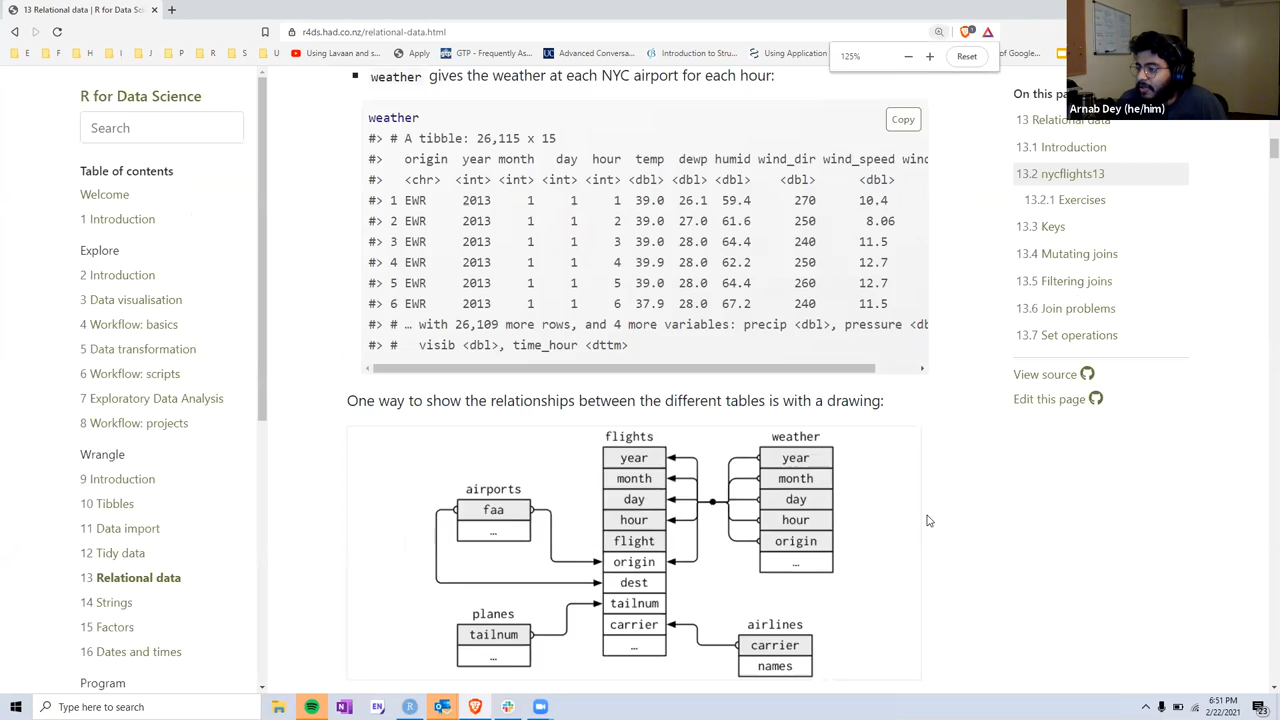 13 Relational data | R for Data S
r4ds.had.co.nz/relational-data.html
E
F
H
I
J
P
R
S
Using Lavaan and s...
Apply
GTP - Frequently As...
Advanced Conversa...
Introduction to Stru...
Using Application
of Google...
125%
Reset
Arnab Dey (he/him)
R for Data Science
Search
Table of contents
Welcome
1 Introduction
Explore
2 Introduction
3 Data visualisation
4 Workflow: basics
5 Data transformation
6 Workflow: scripts
7 Exploratory Data Analysis
8 Workflow: projects
Wrangle
9 Introduction
10 Tibbles
11 Data import
12 Tidy data
13 Relational data
14 Strings
15 Factors
16 Dates and times
Program
weather gives the weather at each NYC airport for each hour:
Copy
weather
#> # A tibble: 26,115 x 15
#> origin year month day hour temp dewp humid wind_dir wind_speed wind
#> <chr> <int> <int> <int> <int> <dbl> <dbl> <dbl> <dbl> <dbl>
#> 1 EWR 2013 1 1 1 39.0 26.1 59.4 270 10.4
#> 2 EWR 2013 1 1 2 39.0 27.0 61.6 250 8.06
#> 3 EWR 2013 1 1 3 39.0 28.0 64.4 240 11.5
#> 4 EWR 2013 1 1 4 39.9 28.0 62.2 250 12.7
#> 5 EWR 2013 1 1 5 39.0 28.0 64.4 260 12.7
#> 6 EWR 2013 1 1 6 37.9 28.0 67.2 240 11.5
#> # … with 26,109 more rows, and 4 more variables: precip <dbl>, pressure <db
#> # visib <dbl>, time_hour <dttm>
One way to show the relationships between the different tables is with a drawing:
airports
faa
...
planes
tailnum
...
flights
year
month
day
hour
flight
origin
dest
tailnum
carrier
...
weather
year
month
day
hour
origin
...
airlines
carrier
names
On this pa
13 Relational data
13.1 Introduction
13.2 nycflights13
13.2.1 Exercises
13.3 Keys
13.4 Mutating joins
13.5 Filtering joins
13.6 Join problems
13.7 Set operations
View source
Edit this page
Type here to search
6:51 PM
2/22/2021
23